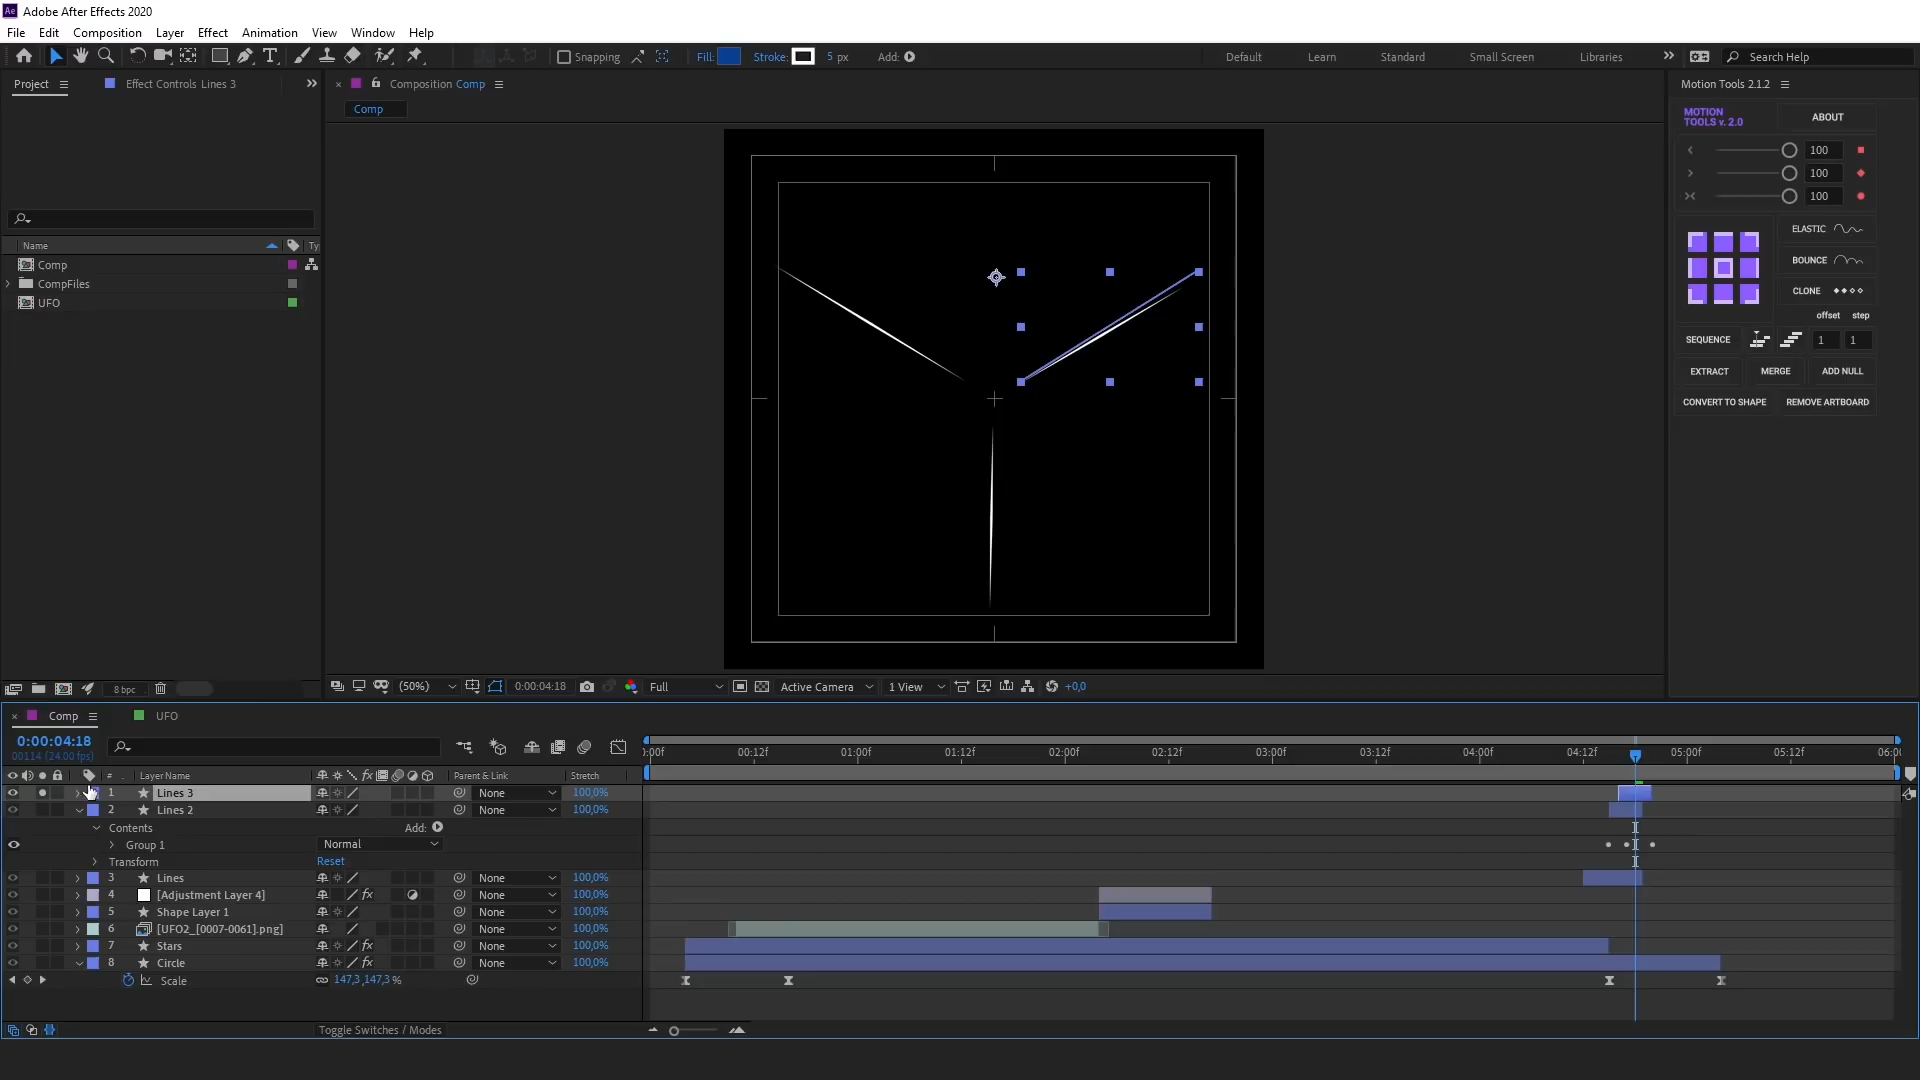 Ae Adobe After Effects 2020
File Edit Composition Layer Effect Animation View Window Help
Snapping Fill: Stroke: 5 px Add: Default Learn Standard Small Screen Libraries Search Help
Project Effect Controls Lines 3 Composition Comp Motion Tools 2.1.2
Comp
MOTION TOOLS v. 2.0 ABOUT
100
100
100
ELASTIC
BOUNCE
CLONE
offset step
SEQUENCE 1 1
EXTRACT MERGE ADD NULL
CONVERT TO SHAPE REMOVE ARTBOARD
Name Ty
Comp
CompFiles
UFO
8 bpc (50%) 0:00:04:18 Full Active Camera 1 View +0,0
Comp UFO
0:00:04:18
00114 (24.00 fps)
):00f 00:12f 01:00f 01:12f 02:00f 02:12f 03:00f 03:12f 04:00f 04:12f 05:00f 05:12f 06:0
# Layer Name Parent & Link Stretch
1 Lines 3 None 100,0%
2 Lines 2 None 100,0%
Contents Add:
Group 1 Normal
Transform Reset
3 Lines None 100,0%
4 [Adjustment Layer 4] fx None 100,0%
5 Shape Layer 1 None 100,0%
6 [UFO2_[0007-0061].png] None 100,0%
7 Stars fx None 100,0%
8 Circle fx None 100,0%
Scale 147,3,147,3%
Toggle Switches / Modes